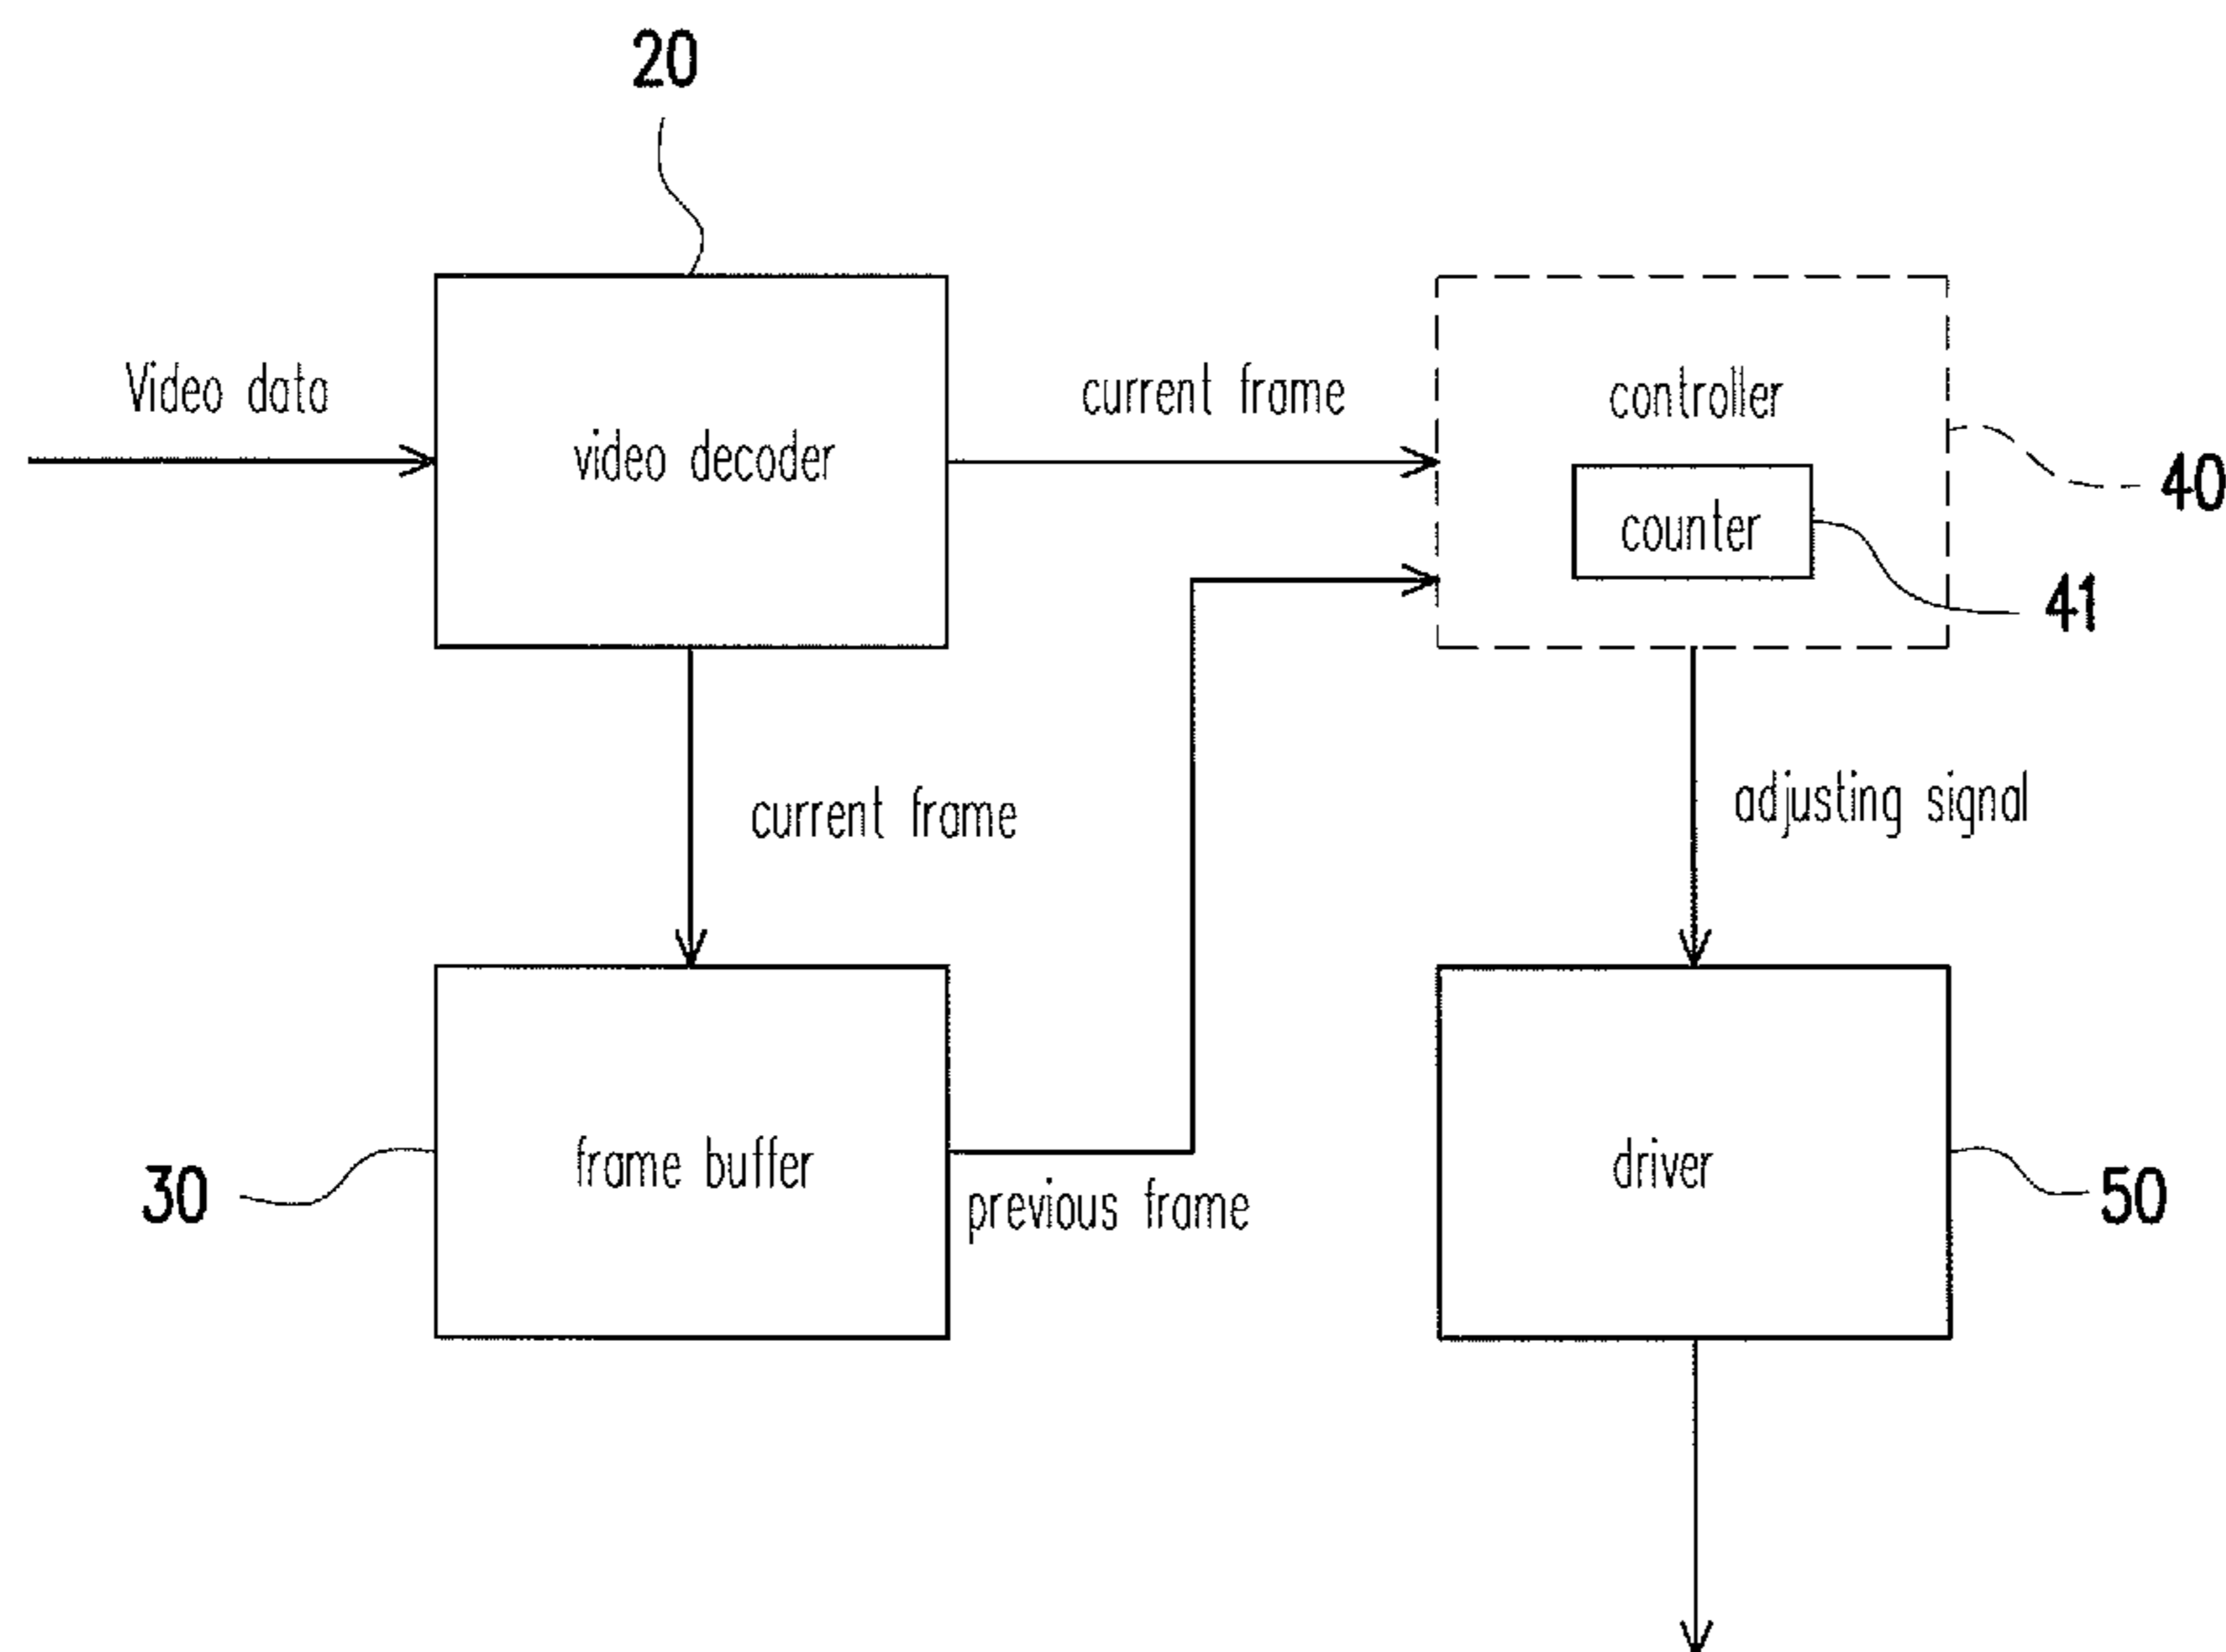 20
Video data
video decoder
current frame
controller
counter
40
41
current frame
adjusting signal
30
frame buffer
previous frame
driver
50